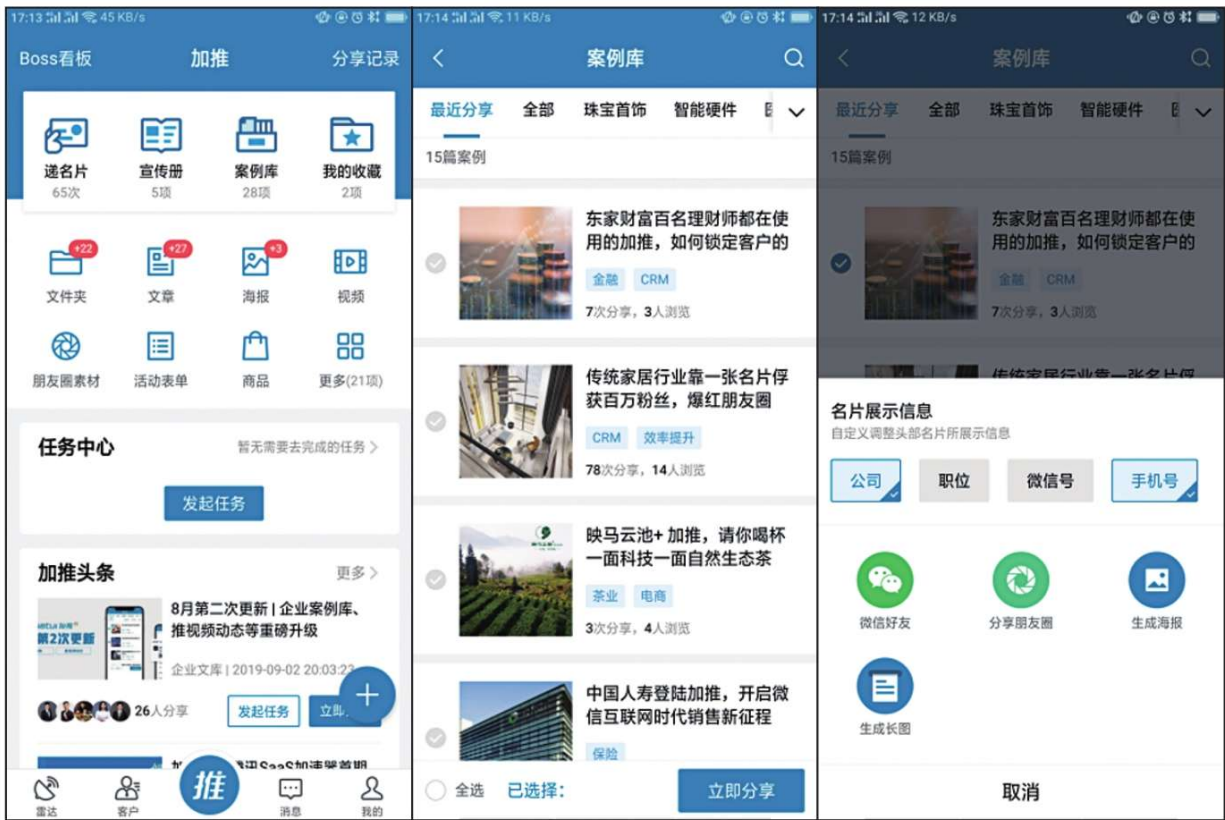 17:13 45 KB/s
Boss看板
加推
分享记录
递名片
65次
宣传册
5项
案例库
28项
我的收藏
2项
+22
文件夹
+27
文章
+3
海报
视频
朋友圈素材
活动表单
商品
更多(21项)
任务中心
暂无需要去完成的任务 >
发起任务
加推头条
更多 >
第2次更新
8月第二次更新 | 企业案例库、
推视频动态等重磅升级
企业文库 | 2019-09-02 20:03:23
26人分享
发起任务
立即
雷达
客户
推
消息
我的
17:14 11 KB/s
案例库
最近分享
全部
珠宝首饰
智能硬件
15篇案例
东家财富百名理财师都在使
用的加推，如何锁定客户的
金融
CRM
7次分享，3人浏览
传统家居行业靠一张名片俘
获百万粉丝，爆红朋友圈
CRM
效率提升
78次分享，14人浏览
映马云池+ 加推，请你喝杯
一面科技一面自然生态茶
茶业
电商
3次分享，4人浏览
中国人寿登陆加推，开启微
信互联网时代销售新征程
保险
全选
已选择：
立即分享
17:14 12 KB/s
案例库
最近分享
全部
珠宝首饰
智能硬件
15篇案例
东家财富百名理财师都在使
用的加推，如何锁定客户的
金融
CRM
7次分享，3人浏览
传统家居行业靠一张名片俘
名片展示信息
自定义调整头部名片所展示信息
公司
职位
微信号
手机号
微信好友
分享朋友圈
生成海报
生成长图
取消